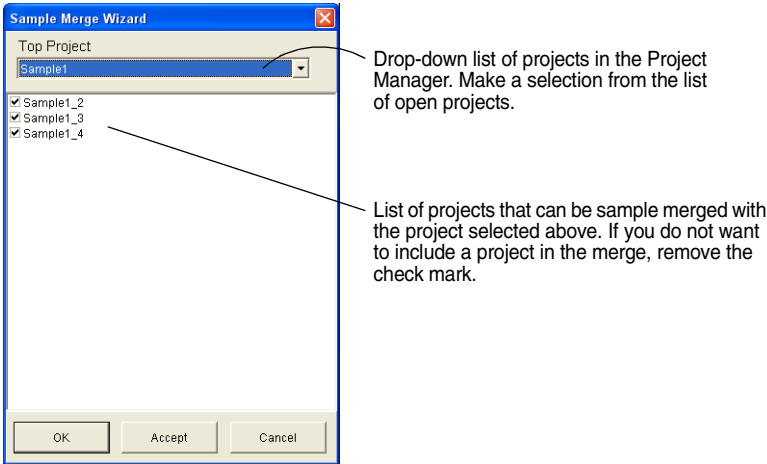 Sample Merge Wizard
Top Project
Sample1
Drop-down list of projects in the Project
Manager. Make a selection from the list
of open projects.
Sample1_2
Sample1_3
Sample1_4
List of projects that can be sample merged with
the project selected above. If you do not want
to include a project in the merge, remove the
check mark.
OK
Accept
Cancel